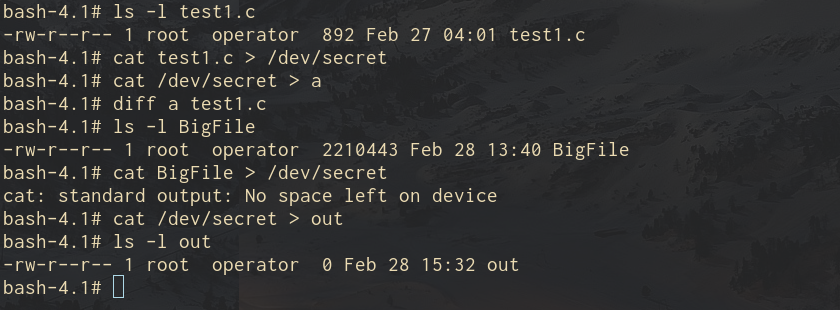 bash-4.1# ls -l test1.c
-rw-r--r-- 1 root  operator  892 Feb 27 04:01 test1.c
bash-4.1# cat test1.c > /dev/secret
bash-4.1# cat /dev/secret > a
bash-4.1# diff a test1.c
bash-4.1# ls -l BigFile
-rw-r--r-- 1 root  operator  2210443 Feb 28 13:40 BigFile
bash-4.1# cat BigFile > /dev/secret
cat: standard output: No space left on device
bash-4.1# cat /dev/secret > out
bash-4.1# ls -l out
-rw-r--r-- 1 root  operator  0 Feb 28 15:32 out
bash-4.1#